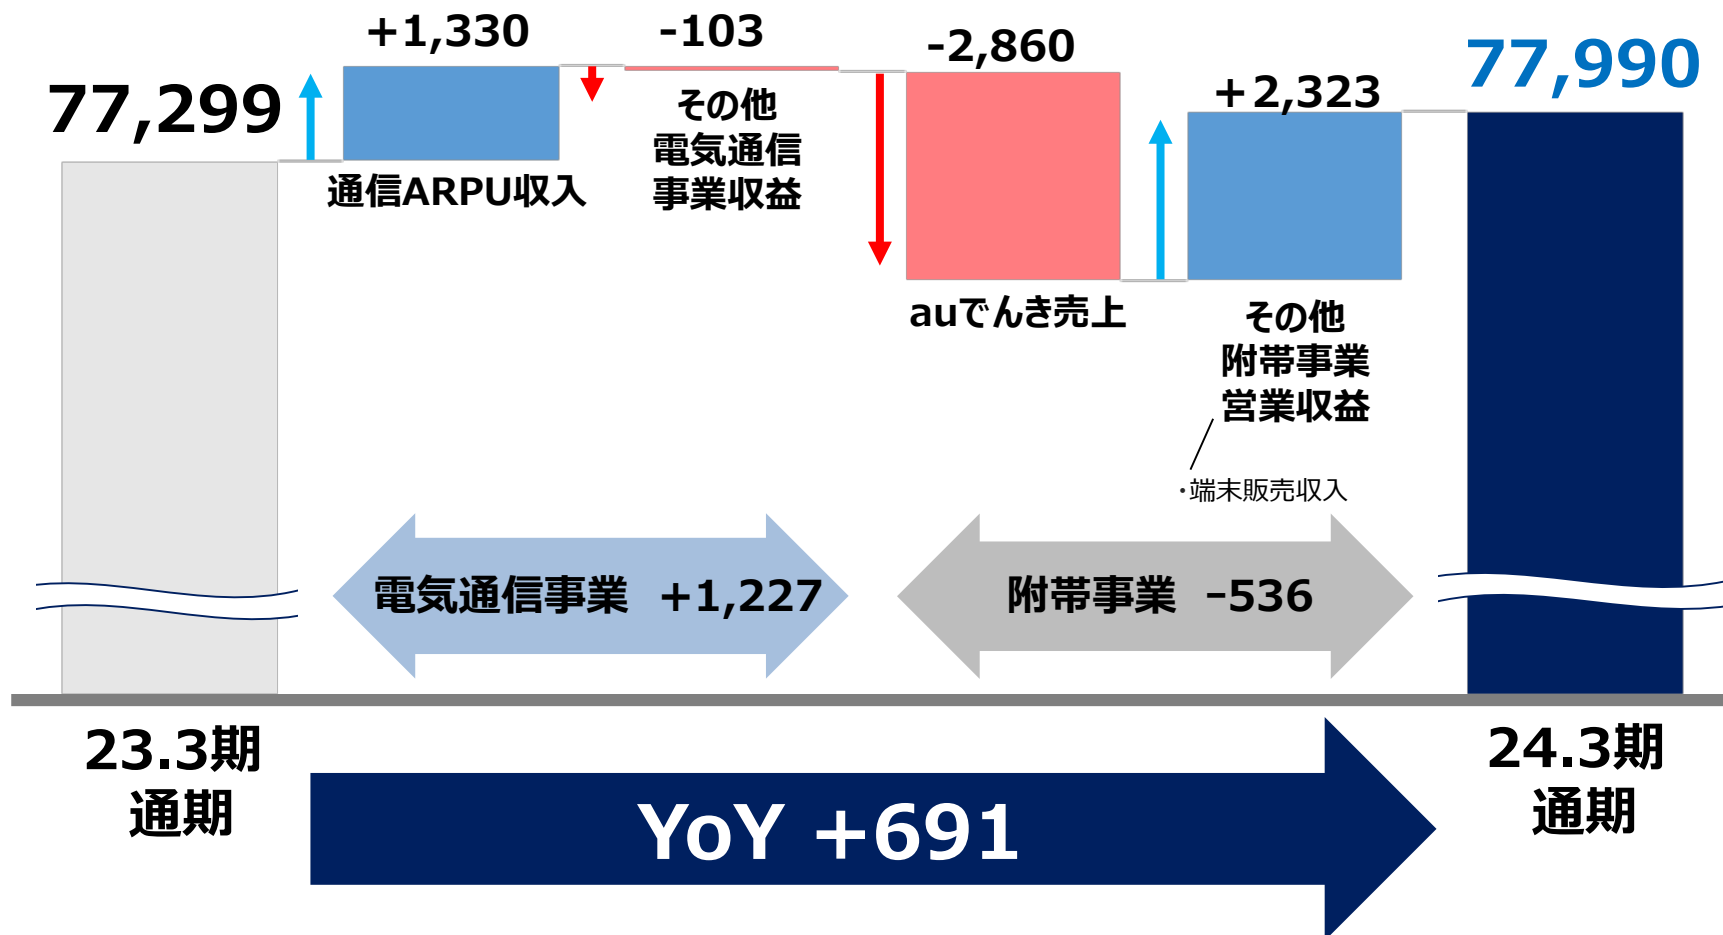 77,299
+1,330
通信ARPU収入
-103
その他
電気通信
事業収益
-2,860
auでんき売上
+2,323
その他
附帯事業
営業収益
・端末販売収入
77,990
電気通信事業 +1,227
附帯事業 -536
23.3期
通期
24.3期
通期
YoY +691